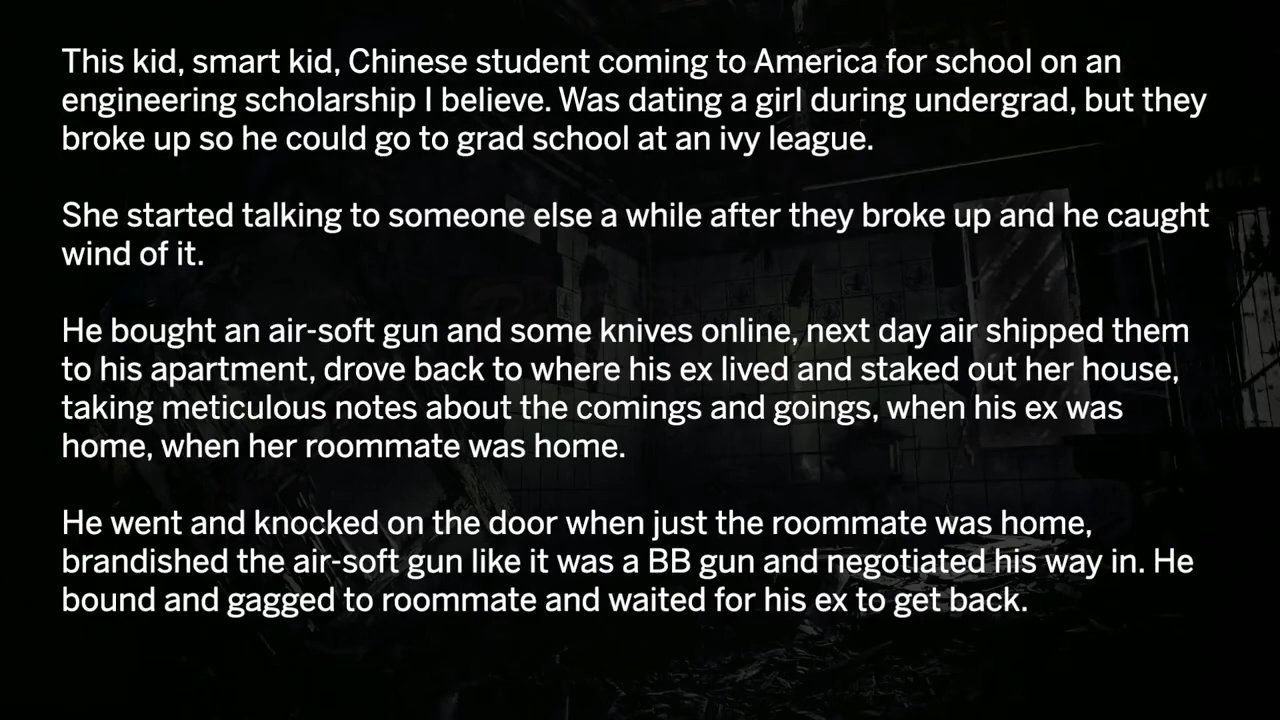 This kid, smart kid, Chinese student coming to America for school on an
engineering scholarship I believe. Was dating a girl during undergrad, but they
broke up so he could go to grad school at an ivy league.
She started talking to someone else a while after they broke up and he caught
wind of it.
He bought an air-soft gun and some knives online, next day air shipped them
to his apartment, drove back to where his ex lived and staked out her house,
taking meticulous notes about the comings and goings, when his ex was
home, when her roommate was home.
He went and knocked on the door when just the roommate was home,
brandished the air-soft gun like it was a BB gun and negotiated his way in. He
bound and gagged to roommate and waited for his ex to get back.